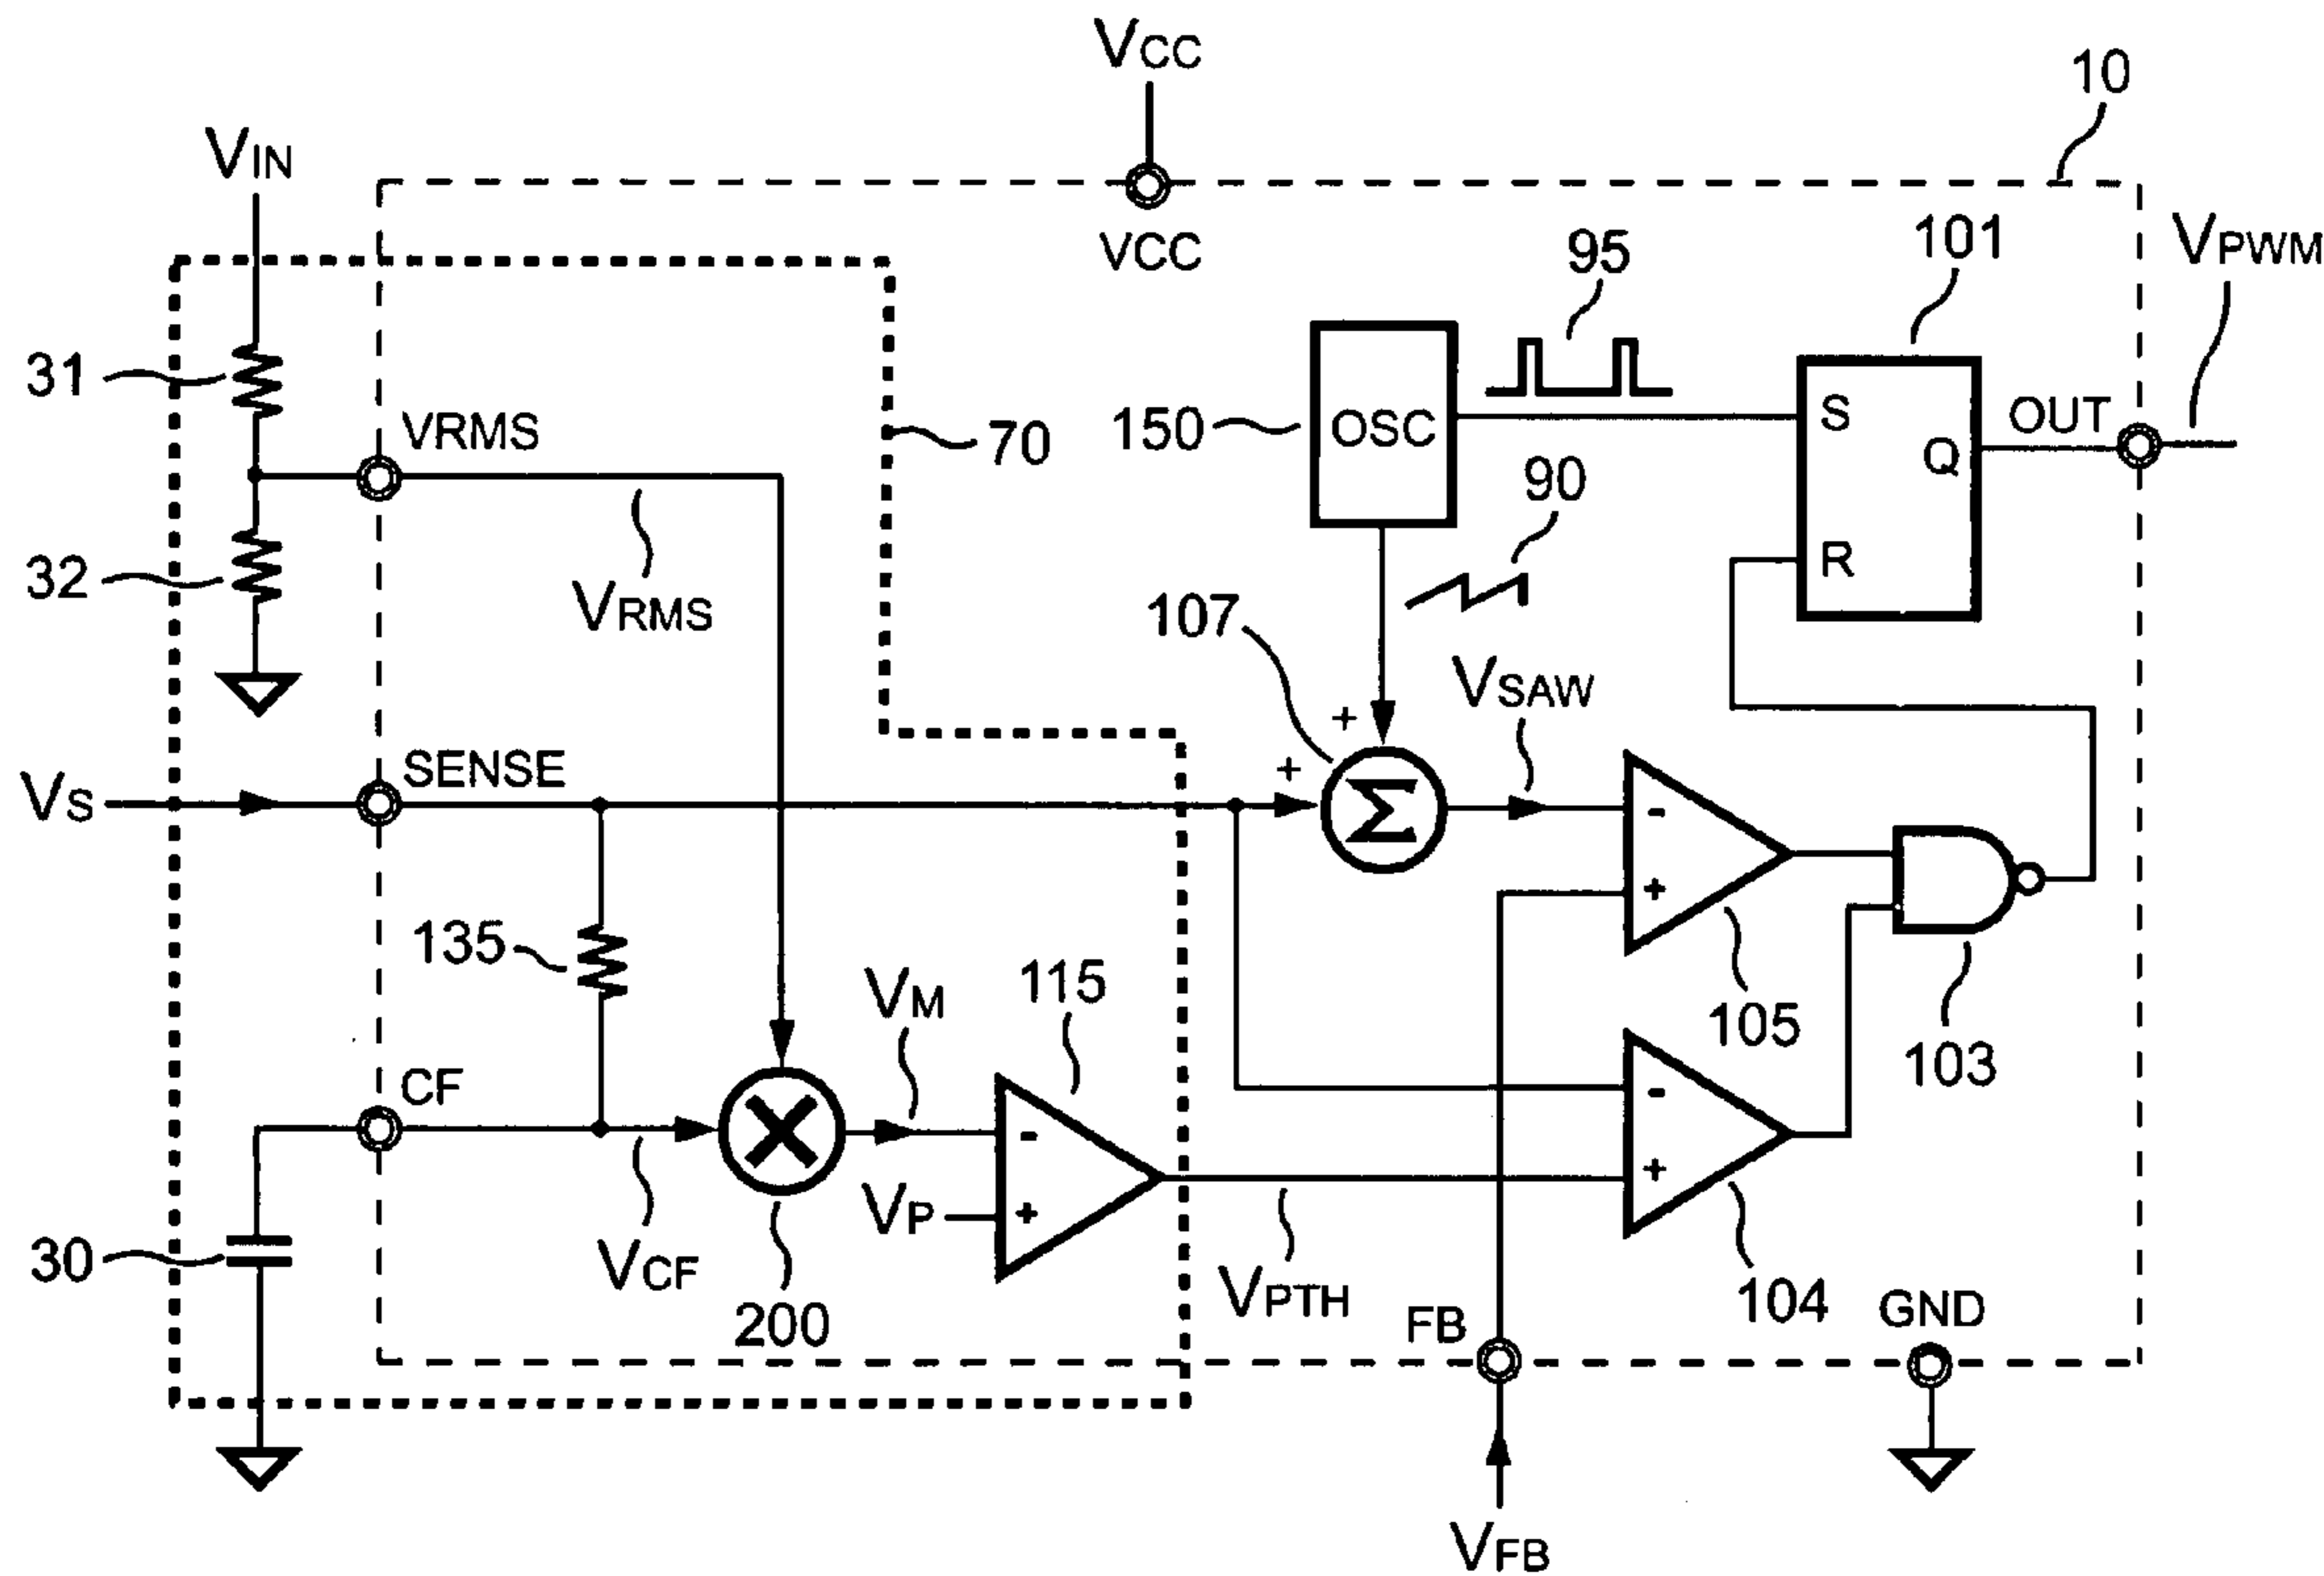 VCC
10
VIN
VCC
95
101
VPWM
31
VRMS
70
150
OSC
S
Q
OUT
90
32
VRMS
R
107
+
VSAW
VS
SENSE
+
Σ
-
+
135
VM
115
105
103
CF
-
-
+
VP
+
30
VCF
200
VPTH
104
FB
GND
VFB